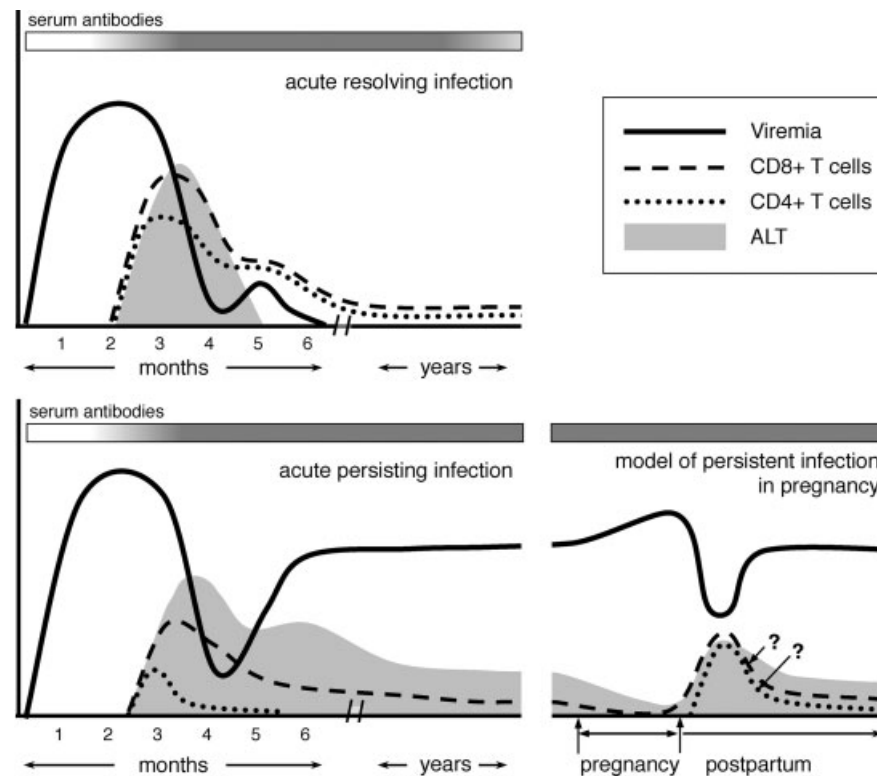 serum antibodies
acute resolving infection
Viremia
CD8+ T cells
CD4+ T cells
ALT
1 2 3 4 5 6
months years
serum antibodies
acute persisting infection
1 2 3 4 5 6
months years
model of persistent infection
in pregnancy
?
?
pregnancy postpartum